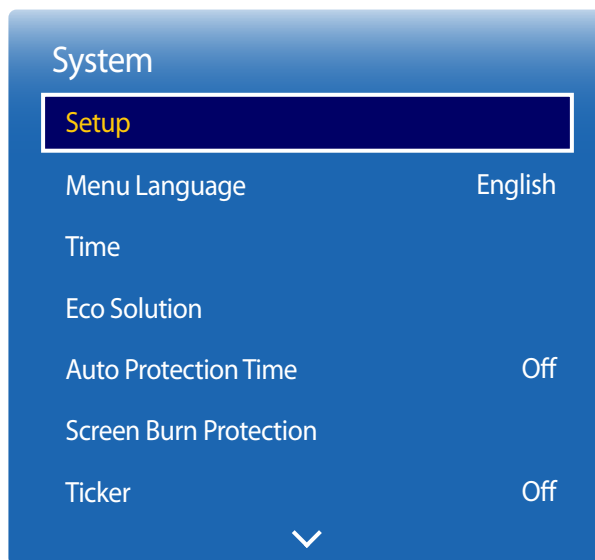 System
Setup
Menu Language English
Time
Eco Solution
Auto Protection Time Off
Screen Burn Protection
Ticker Off